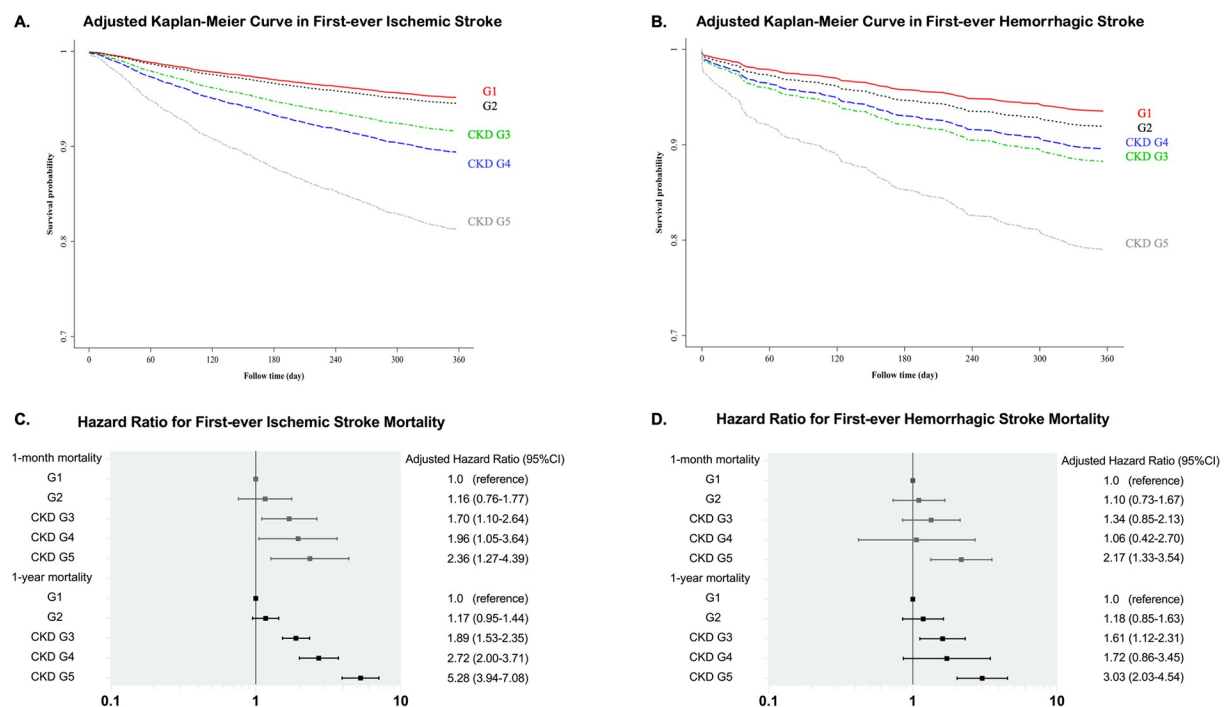 A.
Adjusted Kaplan-Meier Curve in First-ever Ischemic Stroke
Survival probability
1
0.9
0.8
0.7
G1
G2
CKD G3
CKD G4
CKD G5
0 60 120 180 240 300 360
Follow time (day)
B.
Adjusted Kaplan-Meier Curve in First-ever Hemorrhagic Stroke
Survival probability
1
0.9
0.8
0.7
G1
G2
CKD G4
CKD G3
CKD G5
0 60 120 180 240 300 360
Follow time (day)
C.
Hazard Ratio for First-ever Ischemic Stroke Mortality
1-month mortality Adjusted Hazard Ratio (95%CI)
G1 1.0 (reference)
G2 1.16 (0.76-1.77)
CKD G3 1.70 (1.10-2.64)
CKD G4 1.96 (1.05-3.64)
CKD G5 2.36 (1.27-4.39)
1-year mortality
G1 1.0 (reference)
G2 1.17 (0.95-1.44)
CKD G3 1.89 (1.53-2.35)
CKD G4 2.72 (2.00-3.71)
CKD G5 5.28 (3.94-7.08)
0.1 1 10
D.
Hazard Ratio for First-ever Hemorrhagic Stroke Mortality
1-month mortality Adjusted Hazard Ratio (95%CI)
G1 1.0 (reference)
G2 1.10 (0.73-1.67)
CKD G3 1.34 (0.85-2.13)
CKD G4 1.06 (0.42-2.70)
CKD G5 2.17 (1.33-3.54)
1-year mortality
G1 1.0 (reference)
G2 1.18 (0.85-1.63)
CKD G3 1.61 (1.12-2.31)
CKD G4 1.72 (0.86-3.45)
CKD G5 3.03 (2.03-4.54)
0.1 1 10